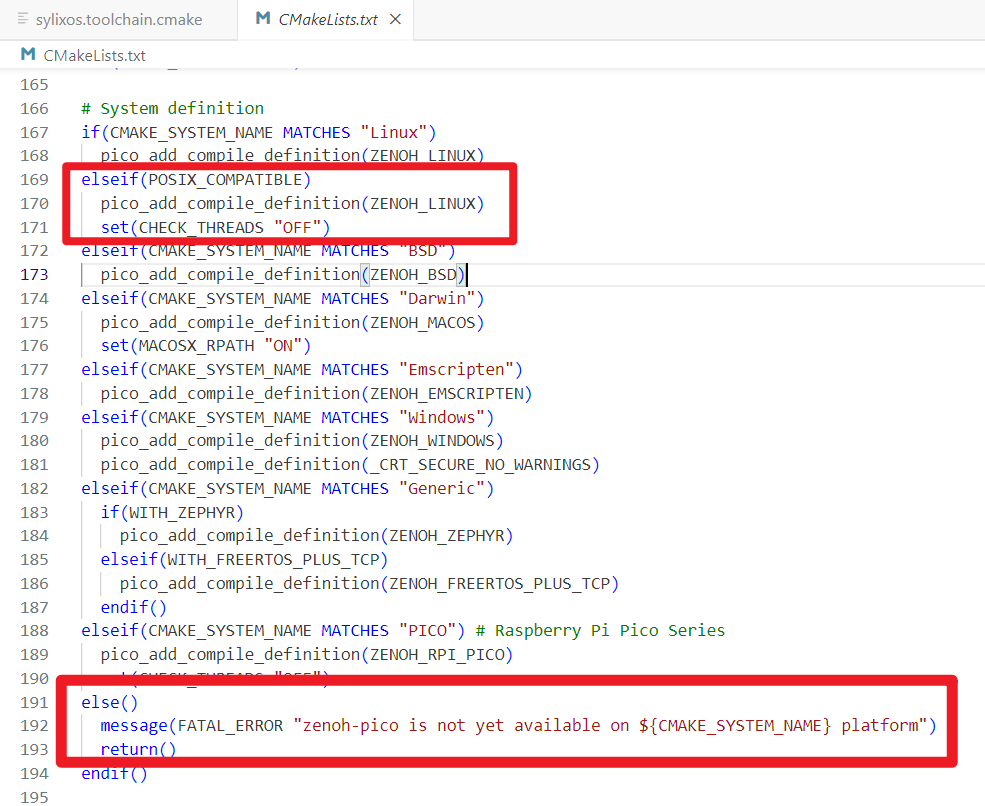 sylixos.toolchain.cmake
CMakeLists.txt
CMakeLists.txt
165
166 # System definition
167 if(CMAKE_SYSTEM_NAME MATCHES "Linux")
168 pico_add_compile_definition(ZENOH_LINUX)
169 elseif(POSIX_COMPATIBLE)
170 pico_add_compile_definition(ZENOH_LINUX)
171 set(CHECK_THREADS "OFF")
172 elseif(CMAKE_SYSTEM_NAME MATCHES "BSD")
173 pico_add_compile_definition(ZENOH_BSD)
174 elseif(CMAKE_SYSTEM_NAME MATCHES "Darwin")
175 pico_add_compile_definition(ZENOH_MACOS)
176 set(MACOSX_RPATH "ON")
177 elseif(CMAKE_SYSTEM_NAME MATCHES "Emscripten")
178 pico_add_compile_definition(ZENOH_EMSCRIPTEN)
179 elseif(CMAKE_SYSTEM_NAME MATCHES "Windows")
180 pico_add_compile_definition(ZENOH_WINDOWS)
181 pico_add_compile_definition(_CRT_SECURE_NO_WARNINGS)
182 elseif(CMAKE_SYSTEM_NAME MATCHES "Generic")
183 if(WITH_ZEPHYR)
184 pico_add_compile_definition(ZENOH_ZEPHYR)
185 elseif(WITH_FREERTOS_PLUS_TCP)
186 pico_add_compile_definition(ZENOH_FREERTOS_PLUS_TCP)
187 endif()
188 elseif(CMAKE_SYSTEM_NAME MATCHES "PICO") # Raspberry Pi Pico Series
189 pico_add_compile_definition(ZENOH_RPI_PICO)
190
191 else()
192 message(FATAL_ERROR "zenoh-pico is not yet available on ${CMAKE_SYSTEM_NAME} platform")
193 return()
194 endif()
195